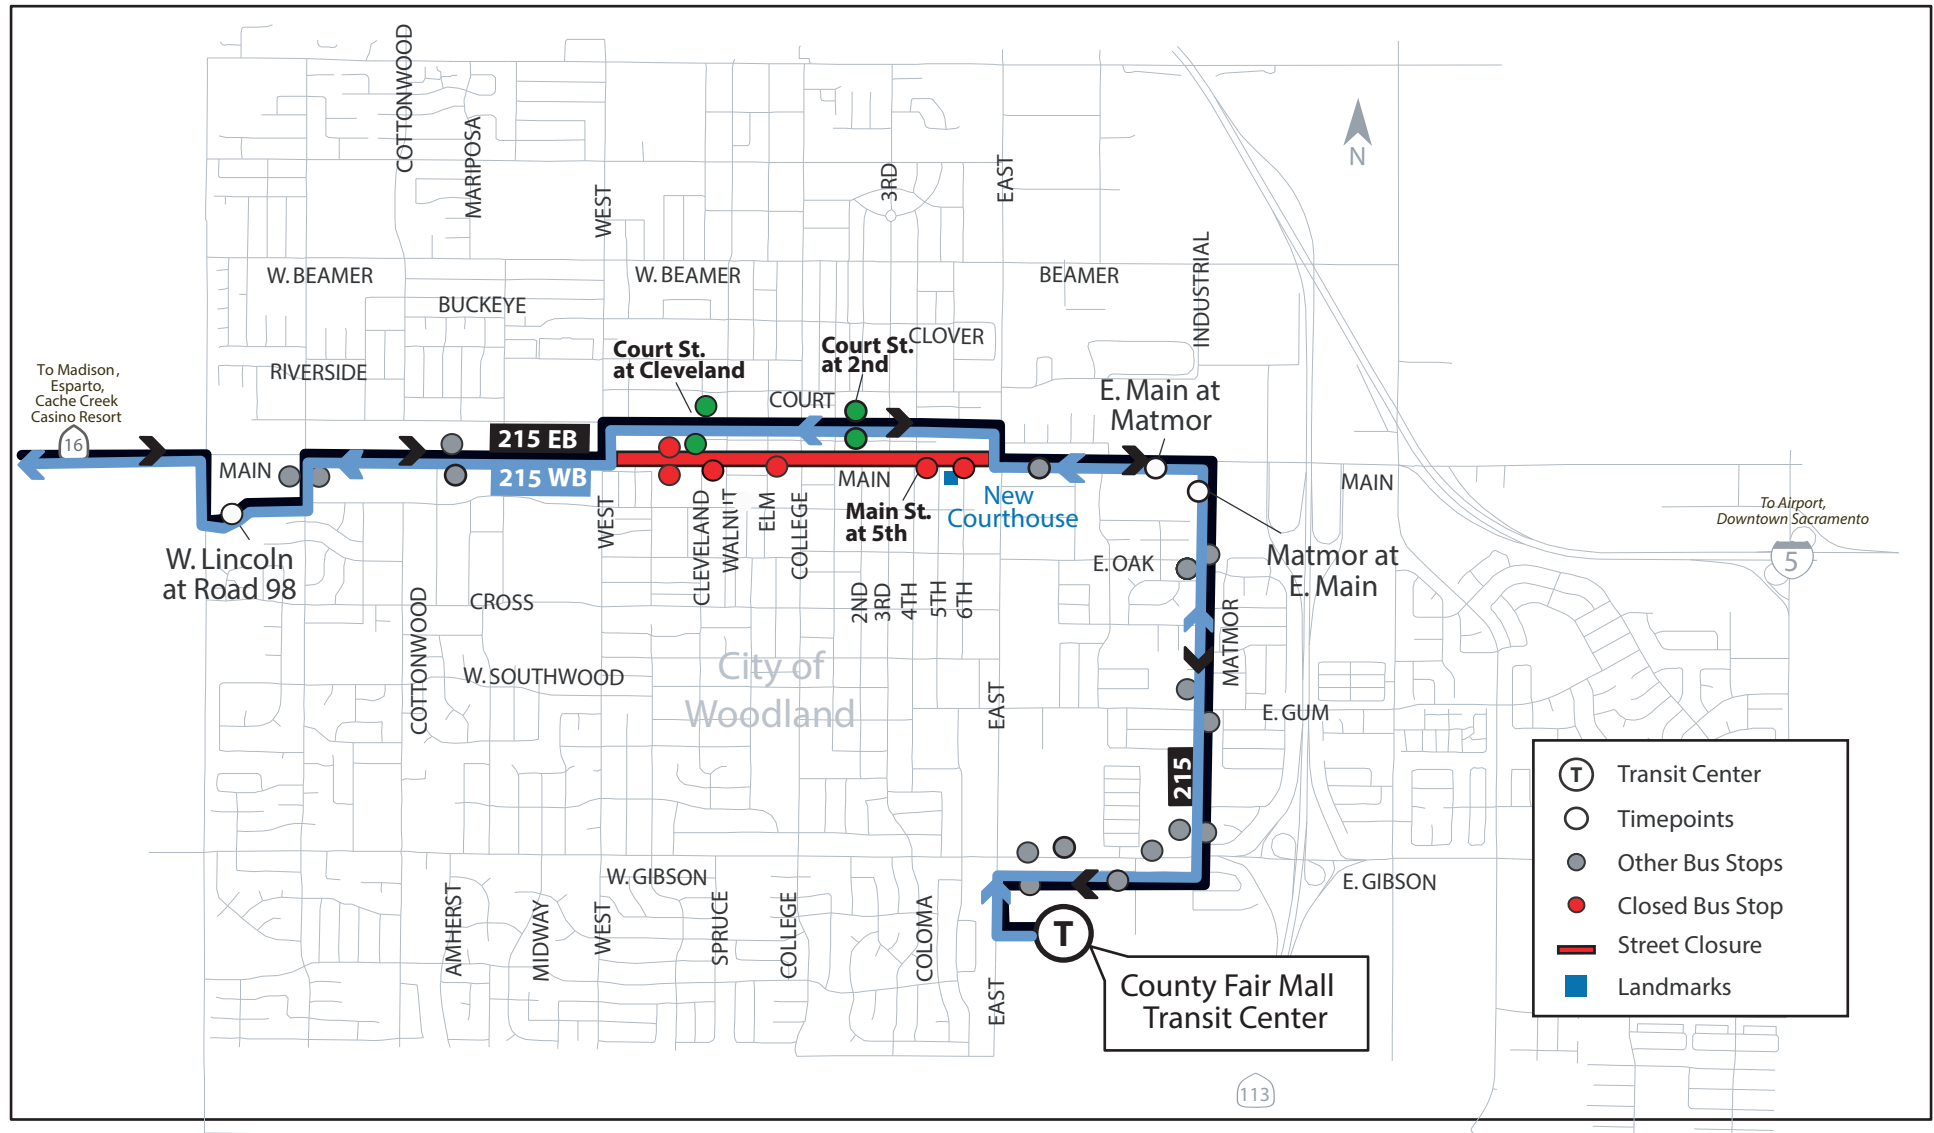 COTTONWOOD
MARIPOSA
WEST
3RD
EAST
N
INDUSTRIAL
W. BEAMER
W. BEAMER
BEAMER
BUCKEYE
CLOVER
Court St.
at Cleveland
Court St.
at 2nd
RIVERSIDE
COURT
To Madison,
Esparto,
Cache Creek
Casino Resort
16
E. Main at
Matmor
215 EB
215 WB
MAIN
MAIN
MAIN
New
Courthouse
Main St.
at 5th
WEST
CLEVELAND
WALNUT
ELM
COLLEGE
2ND
3RD
4TH
5TH
6TH
To Airport,
Downtown Sacramento
5
W. Lincoln
at Road 98
E. OAK
Matmor at
E. Main
CROSS
COTTONWOOD
W. SOUTHWOOD
City of
Woodland
MATMOR
EAST
E. GUM
215
W. GIBSON
E. GIBSON
AMHERST
MIDWAY
WEST
SPRUCE
COLLEGE
COLOMA
EAST
T
County Fair Mall
Transit Center
113
T Transit Center
Timepoints
Other Bus Stops
Closed Bus Stop
Street Closure
Landmarks